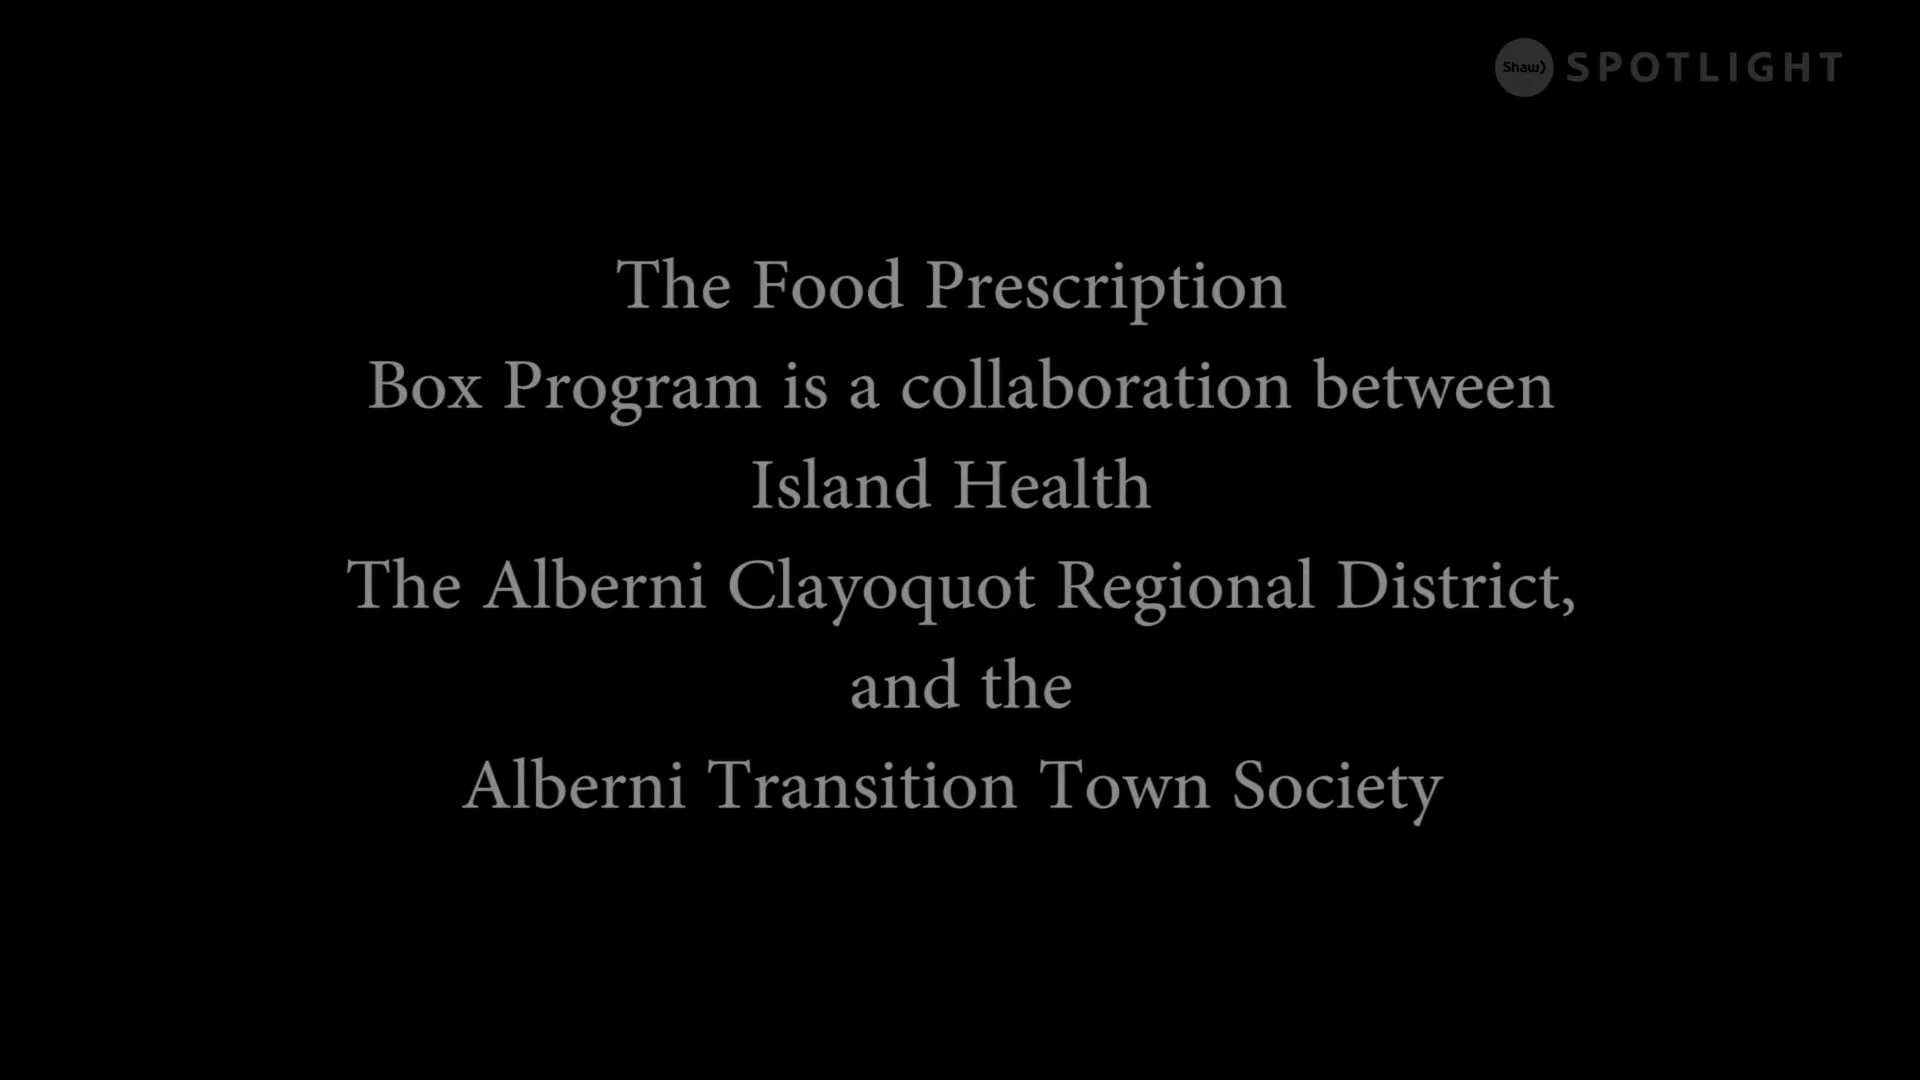 Shaw) SPOTLIGHT
The Food Prescription
Box Program is a collaboration between
Island Health
The Alberni Clayoquot Regional District,
and the
Alberni Transition Town Society